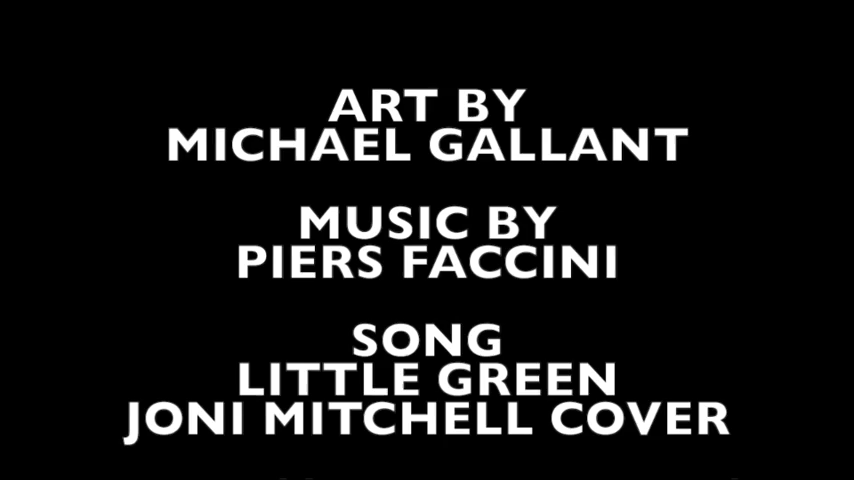 ART BY
MICHAEL GALLANT
MUSIC BY
PIERS FACCINI
SONG
LITTLE GREEN
JONI MITCHELL COVER